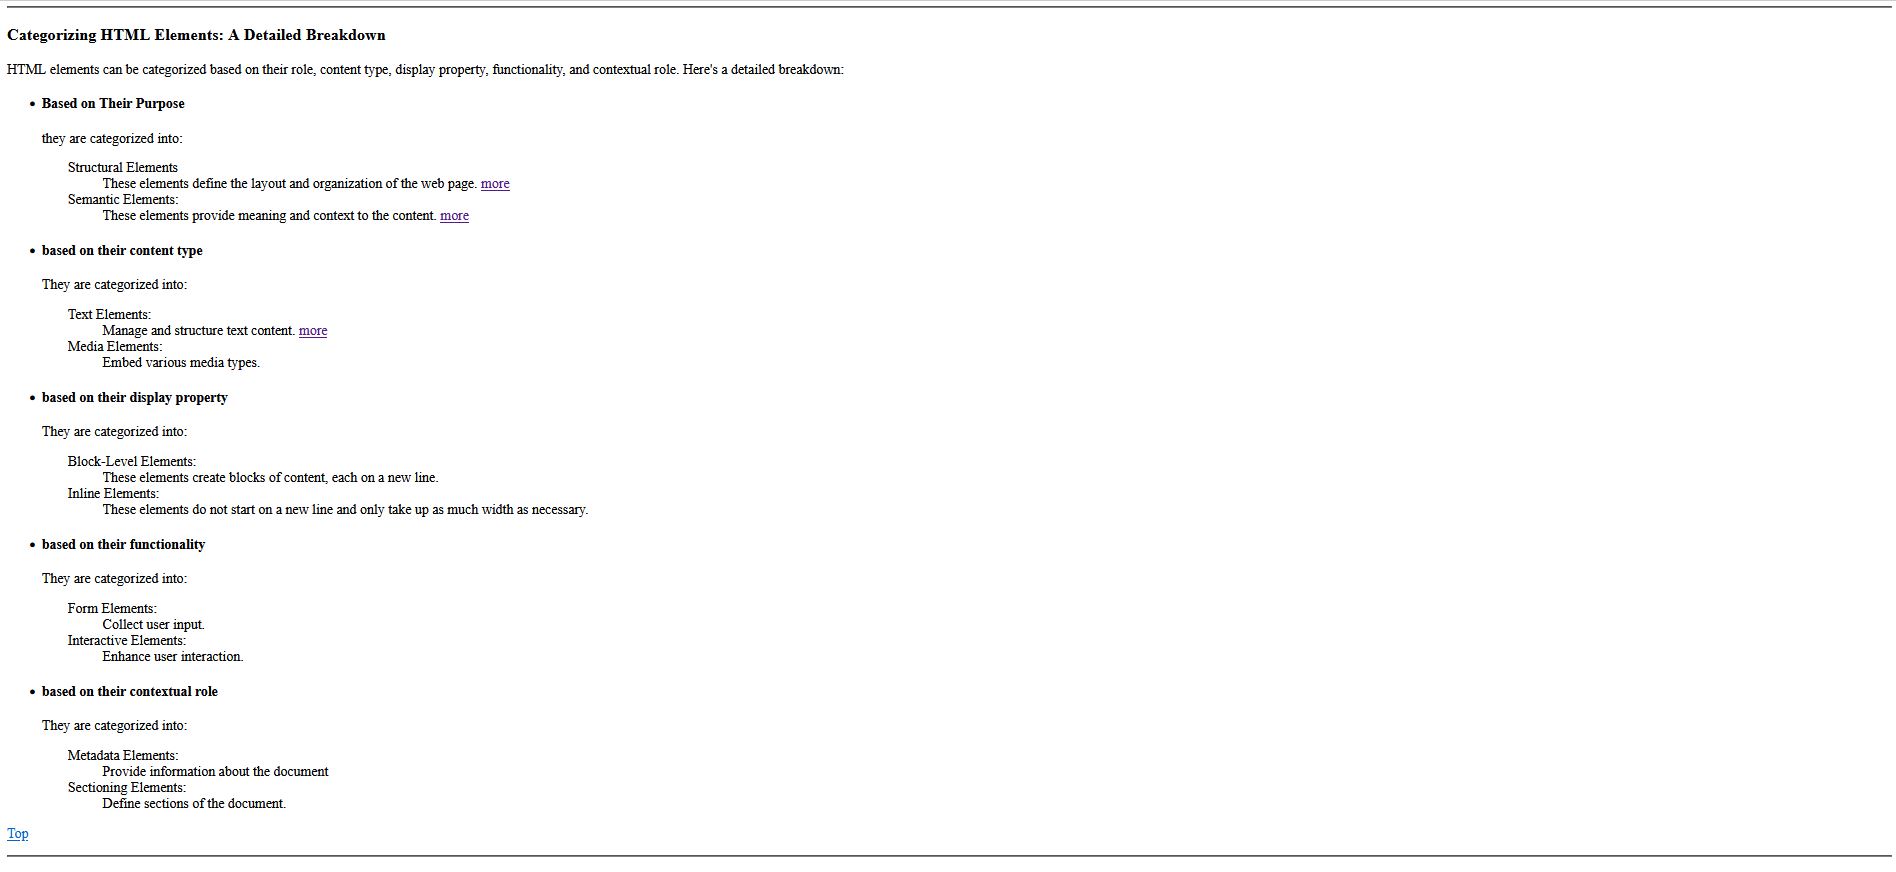 Categorizing HTML Elements: A Detailed Breakdown
HTML elements can be categorized based on their role, content type, display property, functionality, and contextual role. Here's a detailed breakdown:
• Based on Their Purpose
they are categorized into:
Structural Elements
These elements define the layout and organization of the web page. more
Semantic Elements:
These elements provide meaning and context to the content. more
• based on their content type
They are categorized into:
Text Elements:
Manage and structure text content. more
Media Elements:
Embed various media types.
• based on their display property
They are categorized into:
Block-Level Elements:
These elements create blocks of content, each on a new line.
Inline Elements:
These elements do not start on a new line and only take up as much width as necessary.
• based on their functionality
They are categorized into:
Form Elements:
Collect user input.
Interactive Elements:
Enhance user interaction.
• based on their contextual role
They are categorized into:
Metadata Elements:
Provide information about the document
Sectioning Elements:
Define sections of the document.
Top